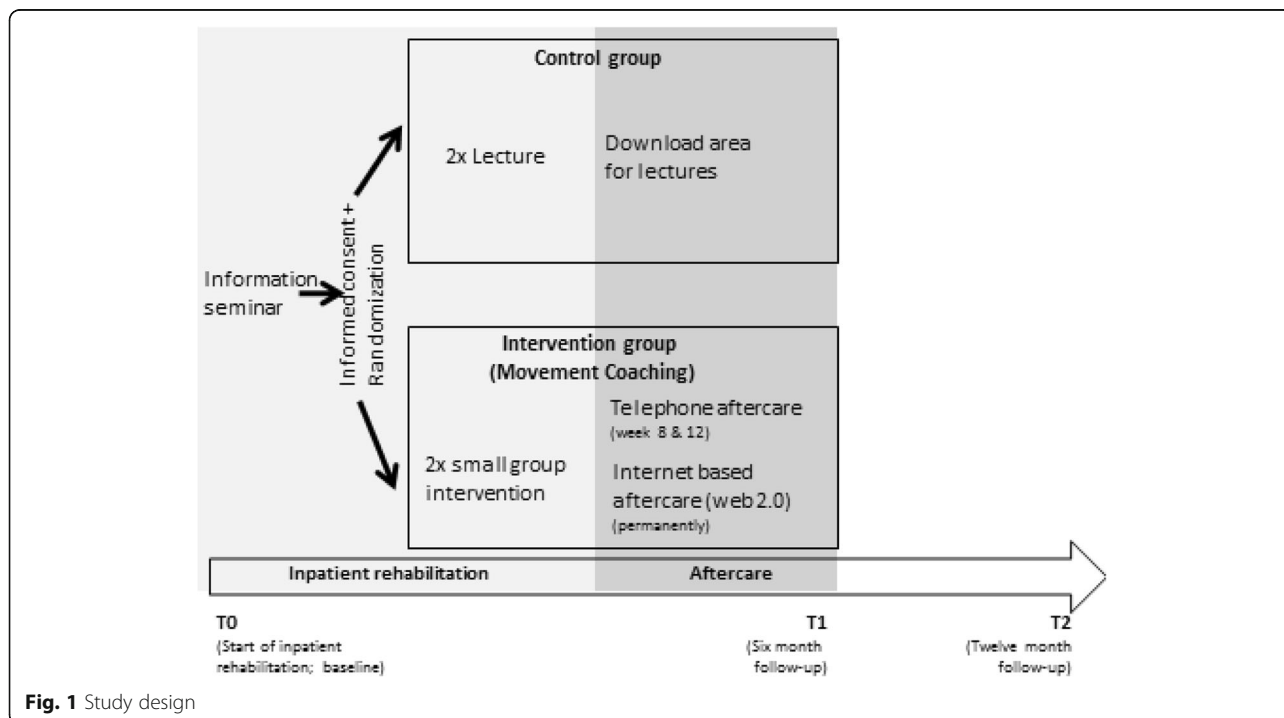 Control group
2x Lecture
Download area
for lectures
Information
seminar
Informed consent +
Randomization
Intervention group
(Movement Coaching)
2x small group
intervention
Telephone aftercare
(week 8 & 12)
Internet based
aftercare (web 2.0)
(permanently)
Inpatient rehabilitation
Aftercare
T0
(Start of inpatient
rehabilitation; baseline)
T1
(Six month
follow-up)
T2
(Twelve month
follow-up)
Fig. 1 Study design